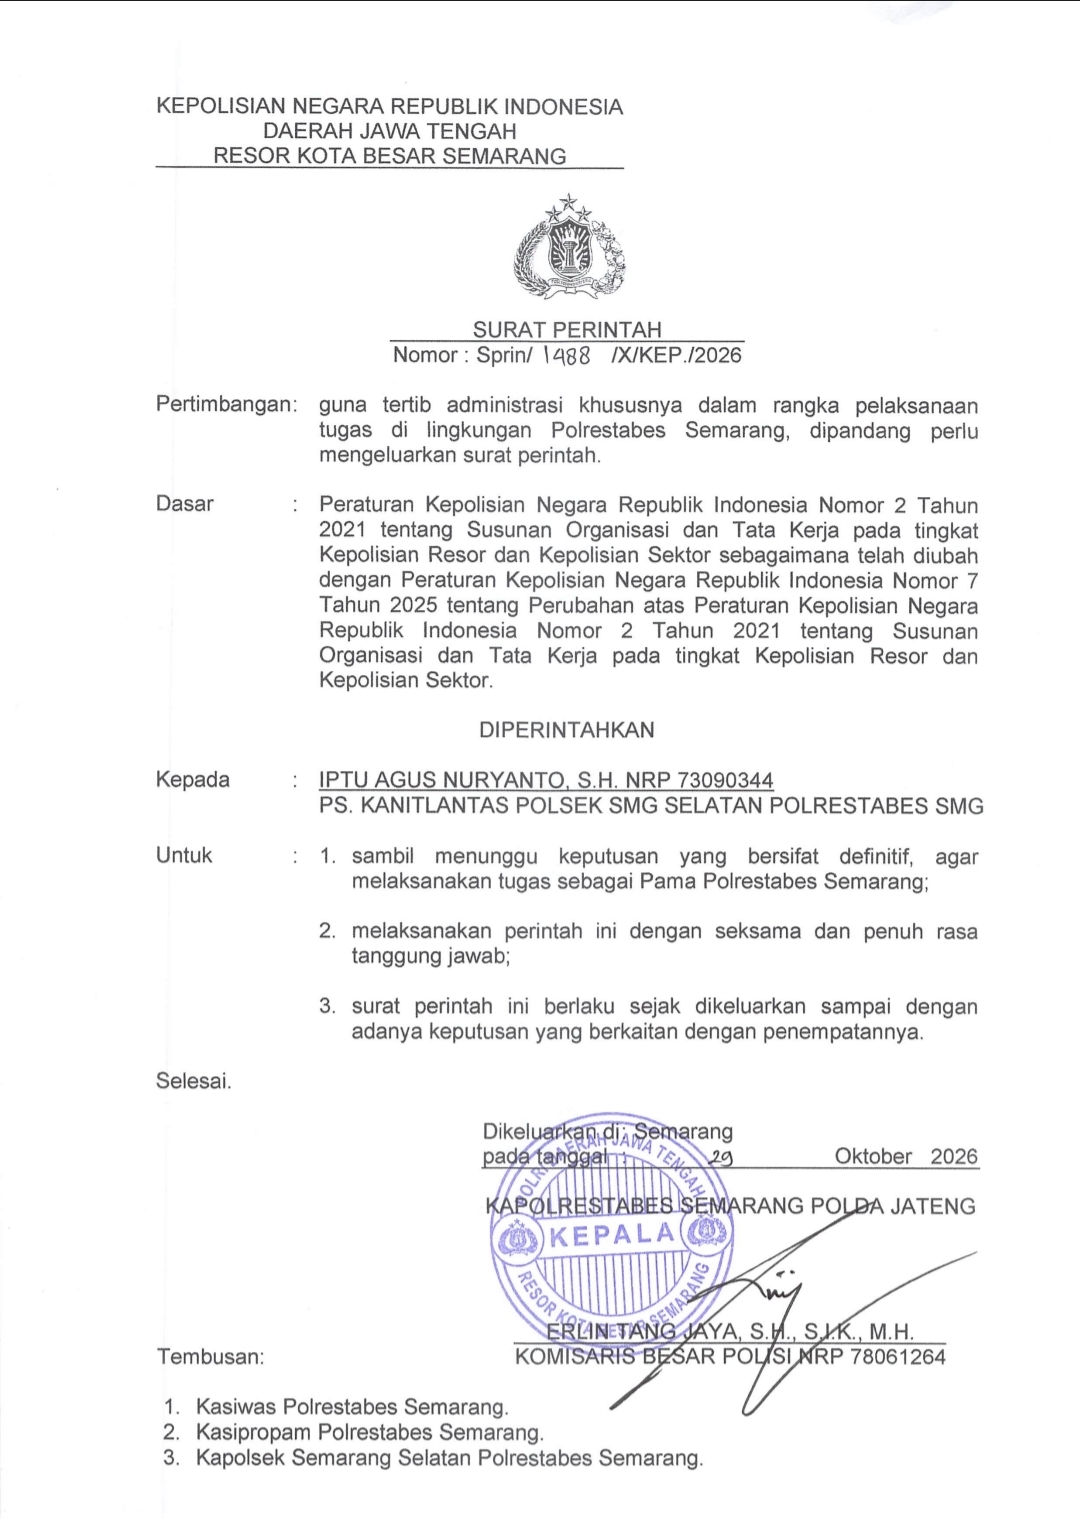 KEPOLISIAN NEGARA REPUBLIK INDONESIA
DAERAH JAWA TENGAH
RESOR KOTA BESAR SEMARANG
SURAT PERINTAH
Nomor : Sprin/ 1488 /X/KEP./2026
Pertimbangan: guna tertib administrasi khususnya dalam rangka pelaksanaan
tugas di lingkungan Polrestabes Semarang, dipandang perlu
mengeluarkan surat perintah.
Dasar : Peraturan Kepolisian Negara Republik Indonesia Nomor 2 Tahun
2021 tentang Susunan Organisasi dan Tata Kerja pada tingkat
Kepolisian Resor dan Kepolisian Sektor sebagaimana telah diubah
dengan Peraturan Kepolisian Negara Republik Indonesia Nomor 7
Tahun 2025 tentang Perubahan atas Peraturan Kepolisian Negara
Republik Indonesia Nomor 2 Tahun 2021 tentang Susunan
Organisasi dan Tata Kerja pada tingkat Kepolisian Resor dan
Kepolisian Sektor.
DIPERINTAHKAN
Kepada : IPTU AGUS NURYANTO, S.H. NRP 73090344
PS. KANITLANTAS POLSEK SMG SELATAN POLRESTABES SMG
Untuk : 1. sambil menunggu keputusan yang bersifat definitif, agar
melaksanakan tugas sebagai Pama Polrestabes Semarang;
2. melaksanakan perintah ini dengan seksama dan penuh rasa
tanggung jawab;
3. surat perintah ini berlaku sejak dikeluarkan sampai dengan
adanya keputusan yang berkaitan dengan penempatannya.
Selesai.
Dikeluarkan di: Semarang
pada tanggal : 29 Oktober 2026
KAPOLRESTABES SEMARANG POLDA JATENG
POLRI DAERAH JAWA TENGAH
KEPALA
RESOR KOTA BESAR SEMARANG
ERLIN TANG JAYA, S.H., S.I.K., M.H.
KOMISARIS BESAR POLISI NRP 78061264
Tembusan:
1. Kasiwas Polrestabes Semarang.
2. Kasipropam Polrestabes Semarang.
3. Kapolsek Semarang Selatan Polrestabes Semarang.